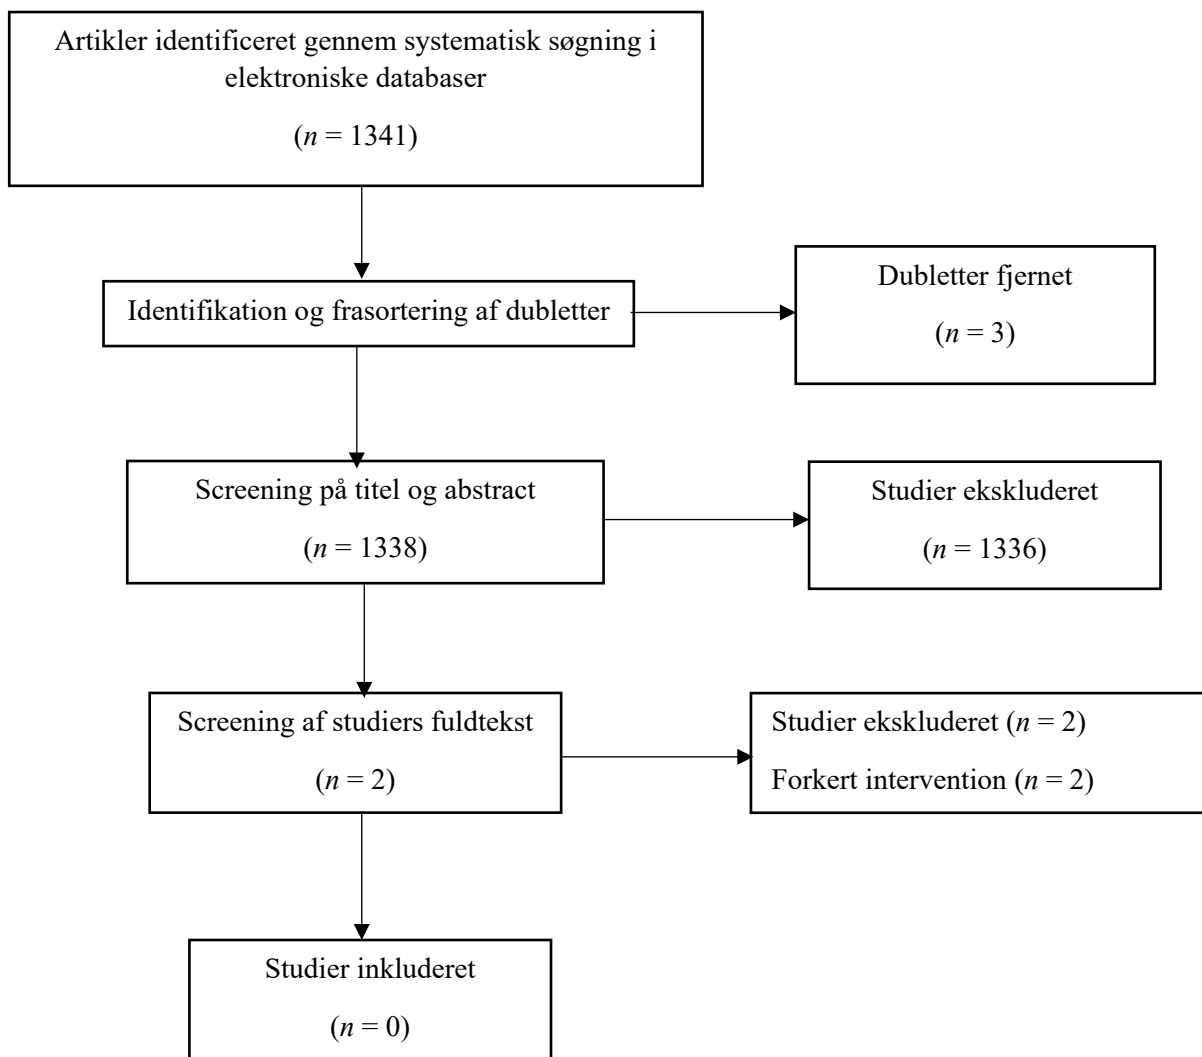 Artikler identificeret gennem systematisk søgning i
elektroniske databaser
(n = 1341)
Identifikation og frasortering af dubletter
Dubletter fjernet
(n = 3)
Screening på titel og abstract
(n = 1338)
Studier ekskluderet
(n = 1336)
Screening af studiers fuldtekst
(n = 2)
Studier ekskluderet (n = 2)
Forkert intervention (n = 2)
Studier inkluderet
(n = 0)